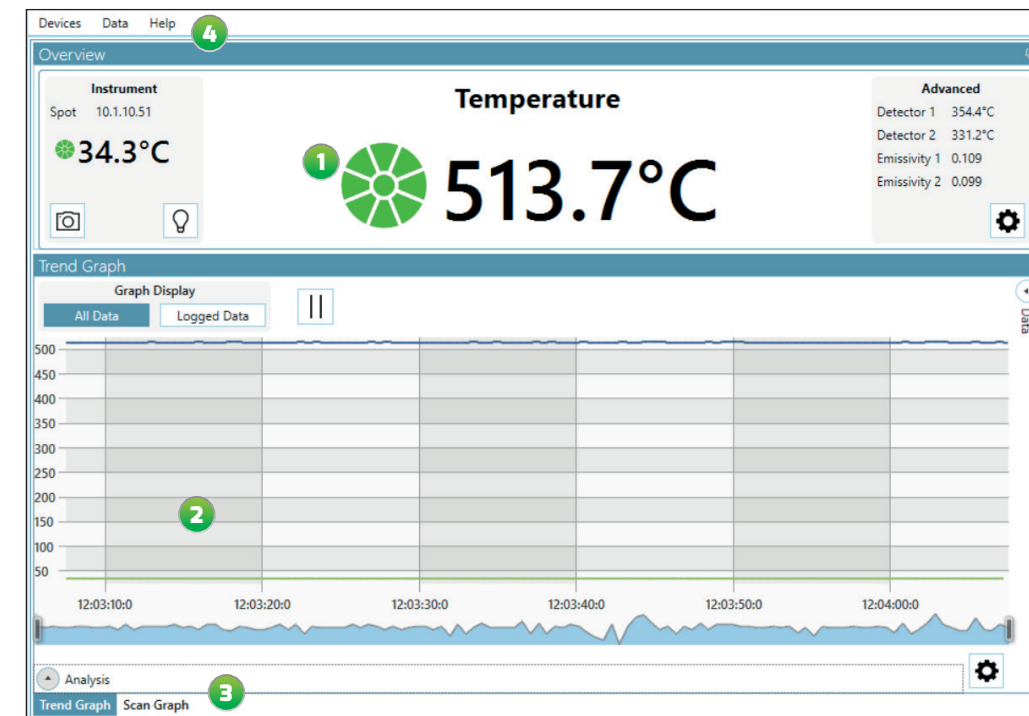 Devices Data Help
4
Overview
Instrument
Spot 10.1.10.51
34.3°C
Temperature
1
513.7°C
Advanced
Detector 1 354.4°C
Detector 2 331.2°C
Emissivity 1 0.109
Emissivity 2 0.099
Trend Graph
Graph Display
All Data Logged Data
Data
500
450
400
350
300
250
200
150
100
50
2
12:03:10:0 12:03:20:0 12:03:30:0 12:03:40:0 12:03:50:0 12:04:00:0
Analysis
3
Trend Graph Scan Graph